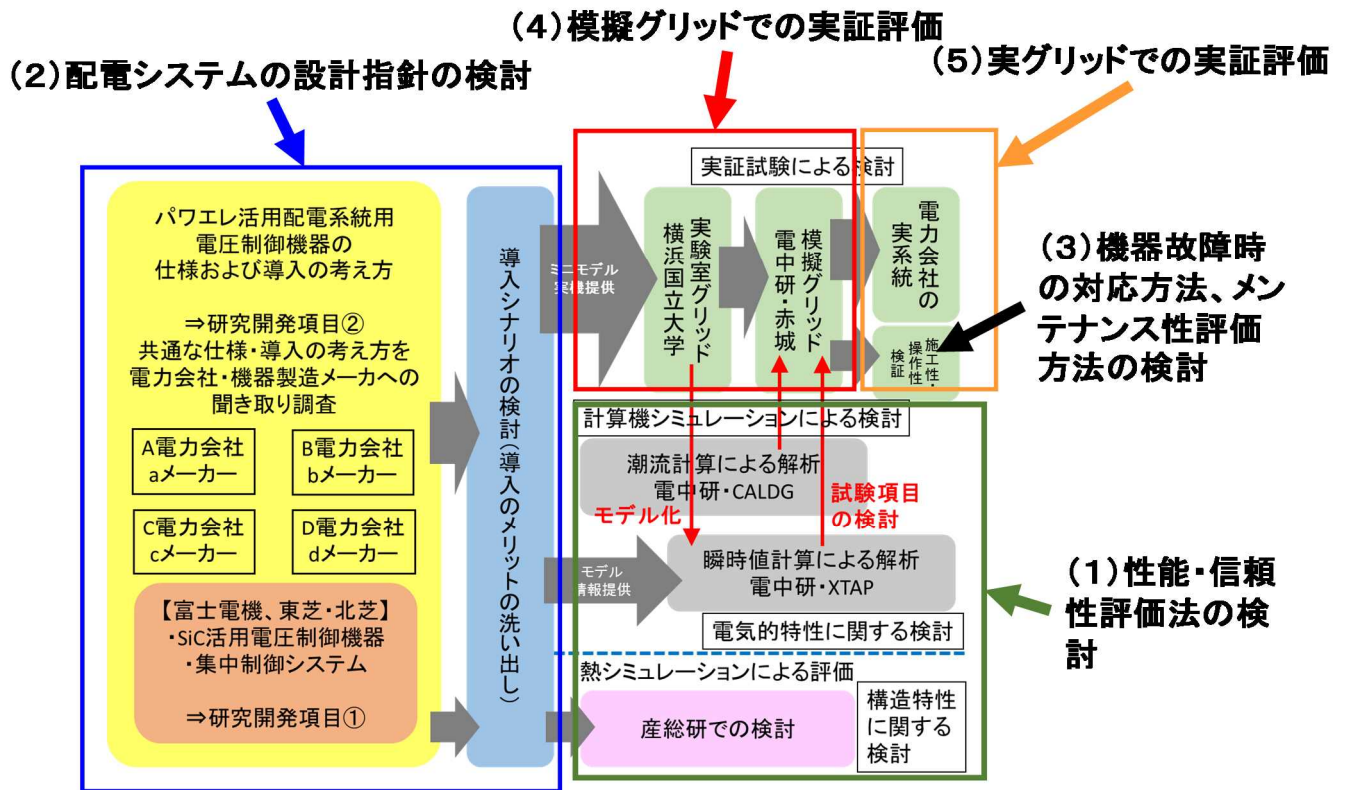 (4)模擬グリッドでの実証評価
(2)配電システムの設計指針の検討
(5)実グリッドでの実証評価
パワエレ活用配電系統用
電圧制御機器の
仕様および導入の考え方
⇒研究開発項目②
共通な仕様・導入の考え方を
電力会社・機器製造メーカへの
聞き取り調査
A電力会社
aメーカー
B電力会社
bメーカー
C電力会社
cメーカー
D電力会社
dメーカー
【富士電機、東芝・北芝】
・SiC活用電圧制御機器
・集中制御システム
⇒研究開発項目①
導入シナリオの検討(導入のメリットの洗い出し)
実証試験による検討
ミニモデル
実機提供
実験室グリッド
横浜国立大学
模擬グリッド
電中研・赤城
電力会社の
実系統
施工性・
操作性
検証
(3)機器故障時
の対応方法、メン
テナンス性評価
方法の検討
計算機シミュレーションによる検討
潮流計算による解析
電中研・CALDG
モデル化
試験項目
の検討
モデル
情報提供
瞬時値計算による解析
電中研・XTAP
電気的特性に関する検討
(1)性能・信頼
性評価法の検
討
熱シミュレーションによる評価
産総研での検討
構造特性
に関する
検討